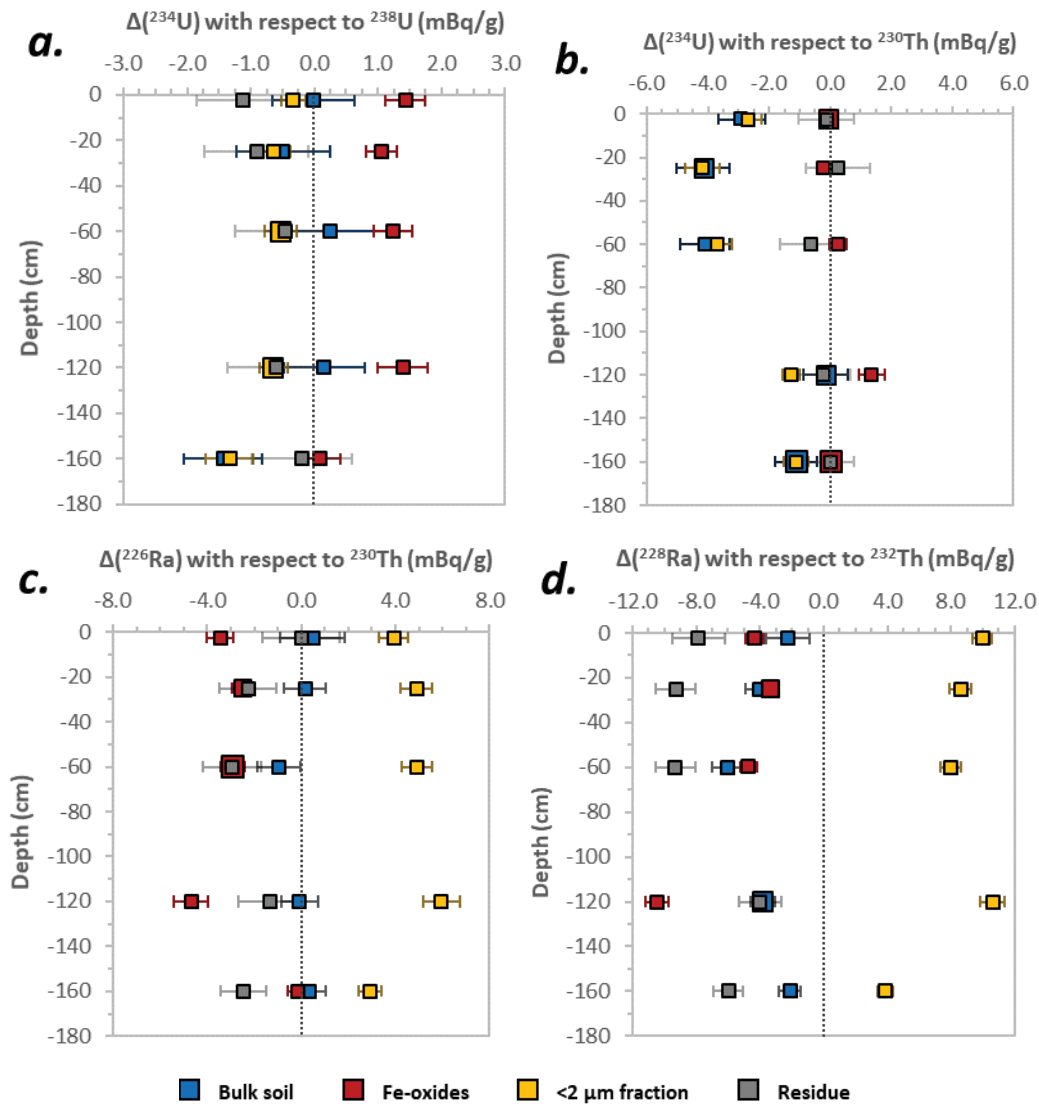 a.
Δ(²³⁴U) with respect to ²³⁸U (mBq/g)
-3.0 -2.0 -1.0 0.0 1.0 2.0 3.0
0
-20
-40
-60
-80
-100
-120
-140
-160
-180
Depth (cm)
b.
Δ(²³⁴U) with respect to ²³⁰Th (mBq/g)
-6.0 -4.0 -2.0 0.0 2.0 4.0 6.0
0
-20
-40
-60
-80
-100
-120
-140
-160
-180
Depth (cm)
c.
Δ(²²⁶Ra) with respect to ²³⁰Th (mBq/g)
-8.0 -4.0 0.0 4.0 8.0
0
-20
-40
-60
-80
-100
-120
-140
-160
-180
Depth (cm)
d.
Δ(²²⁸Ra) with respect to ²³²Th (mBq/g)
-12.0 -8.0 -4.0 0.0 4.0 8.0 12.0
0
-20
-40
-60
-80
-100
-120
-140
-160
-180
Depth (cm)
Bulk soil Fe-oxides <2 µm fraction Residue